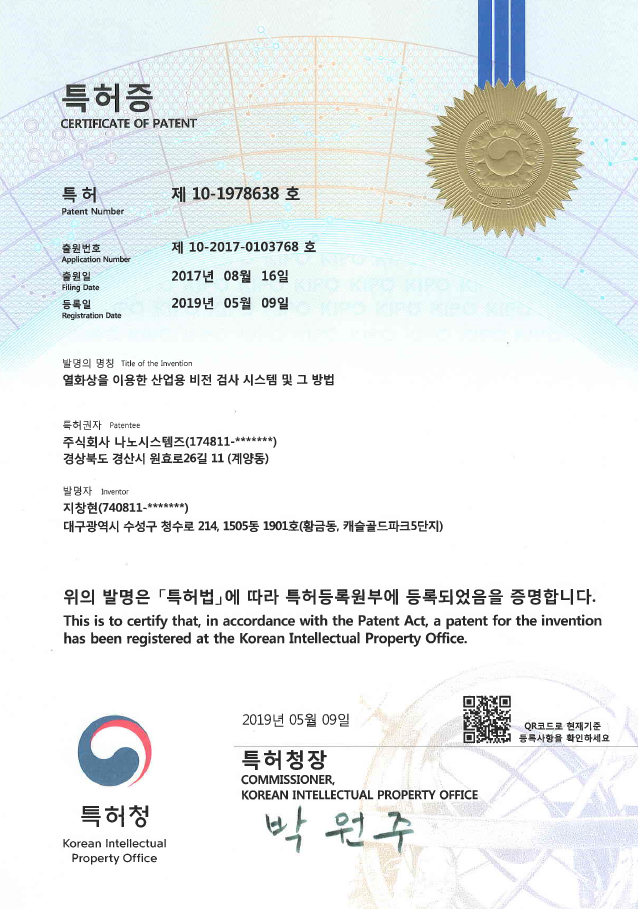 특허증
CERTIFICATE OF PATENT
특허 제 10-1978638 호
Patent Number
출원번호 제 10-2017-0103768 호
Application Number
출원일 2017년 08월 16일
Filing Date
등록일 2019년 05월 09일
Registration Date
발명의 명칭 Title of the Invention
열화상을 이용한 산업용 비전 검사 시스템 및 그 방법
특허권자 Patentee
주식회사 나노시스템즈(174811-*******)
경상북도 경산시 원효로26길 11 (계양동)
발명자 Inventor
지창현(740811-*******)
대구광역시 수성구 청수로 214, 1505동 1901호(황금동, 캐슬골드파크5단지)
위의 발명은 「특허법」에 따라 특허등록원부에 등록되었음을 증명합니다.
This is to certify that, in accordance with the Patent Act, a patent for the invention
has been registered at the Korean Intellectual Property Office.
2019년 05월 09일
QR코드로 현재기준
등록사항을 확인하세요
특허청장
COMMISSIONER,
KOREAN INTELLECTUAL PROPERTY OFFICE
박원주
특허청
Korean Intellectual
Property Office